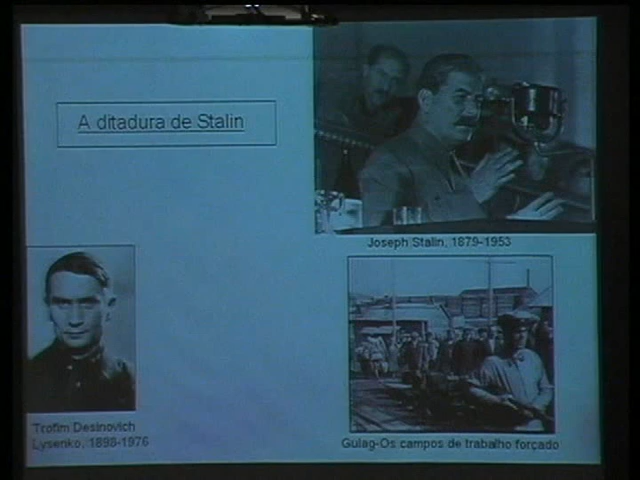 A ditadura de Stalin
Joseph Stalin, 1879-1953
Trofim Desinovich
Lysenko, 1898-1976
Gulag-Os campos de trabalho forçado